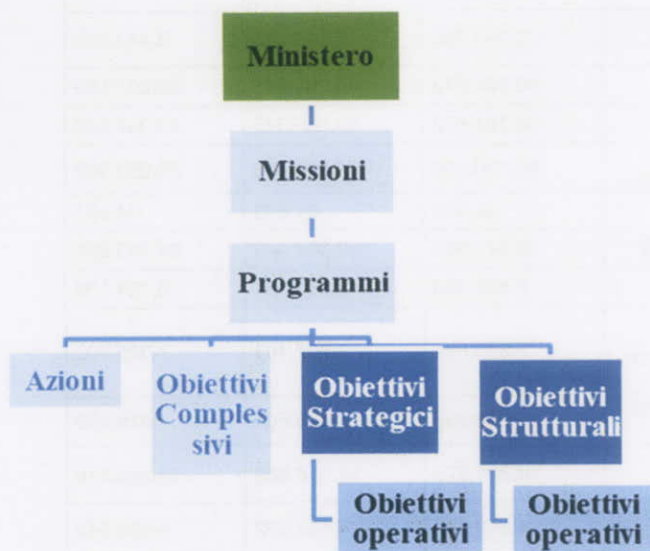 Ministero
Missioni
Programmi
Azioni
Obiettivi
Comples
sivi
Obiettivi
Strategici
Obiettivi
Strutturali
Obiettivi
operativi
Obiettivi
operativi